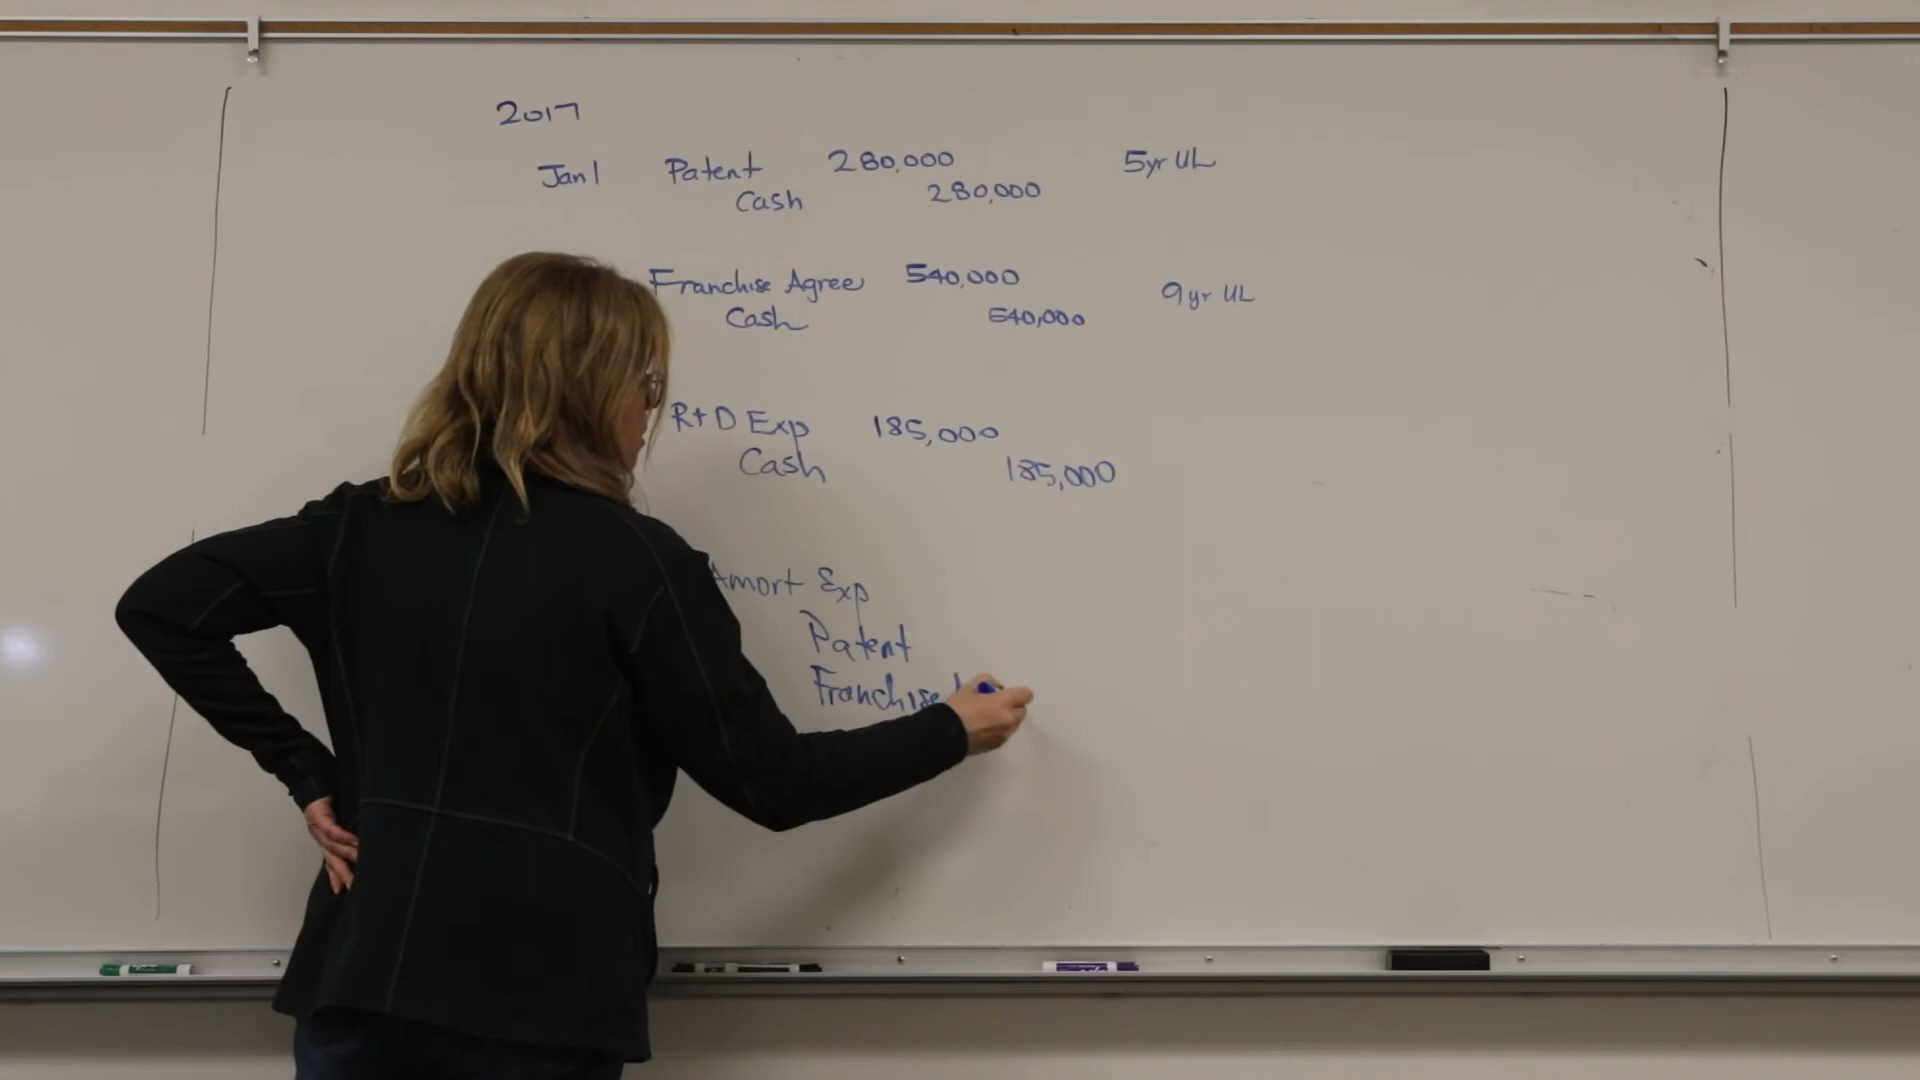 2017
Jan 1 Patent 280,000 5yr UL
Cash 280,000
Franchise Agree 540,000 9yr UL
Cash 540,000
R+D Exp 185,000
Cash 185,000
Amort Exp
Patent
Franchise